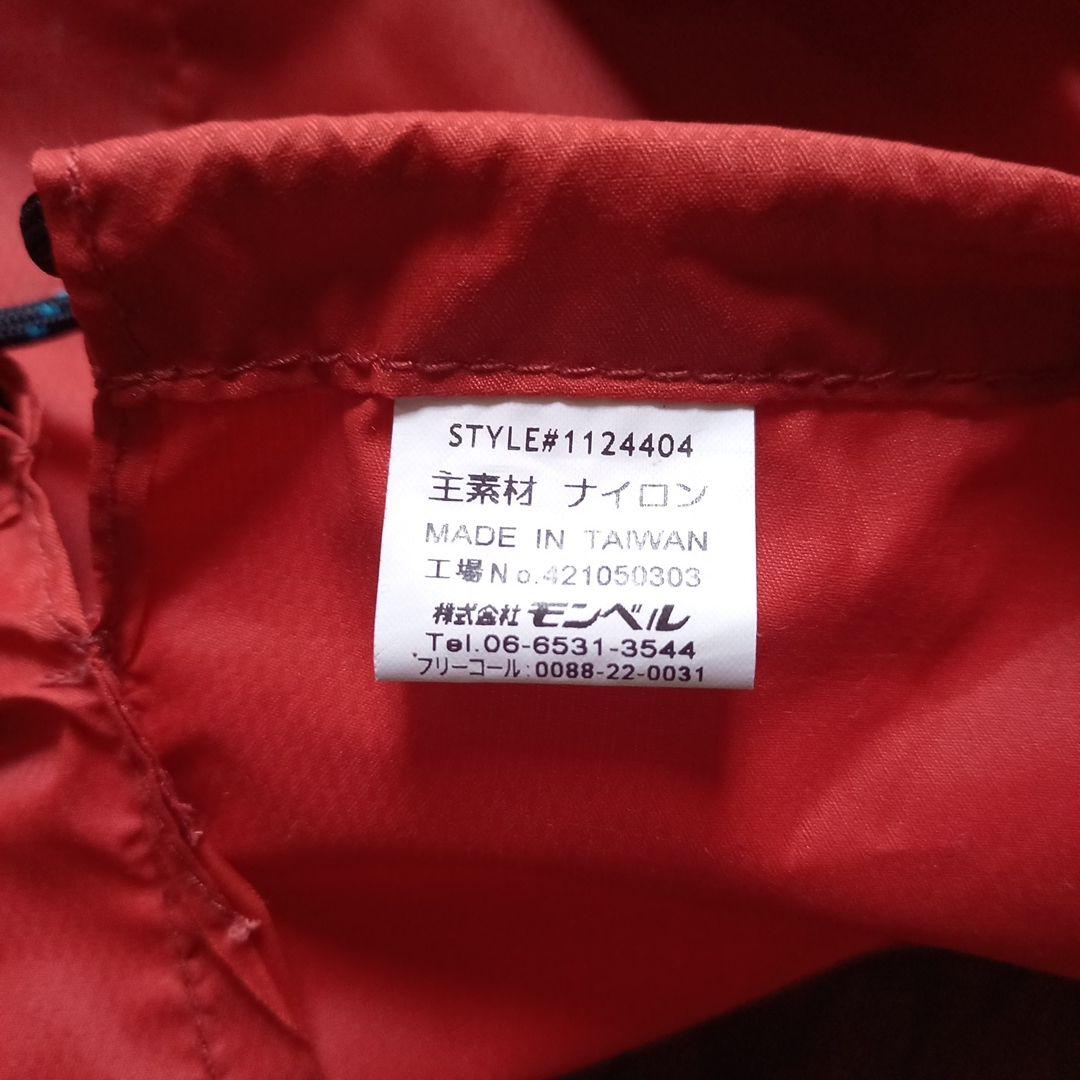 STYLE#1124404
主素材 ナイロン
MADE IN TAIWAN
工場No.421050303
株式会社 モンベル
Tel.06-6531-3544
フリーコール:0088-22-0031